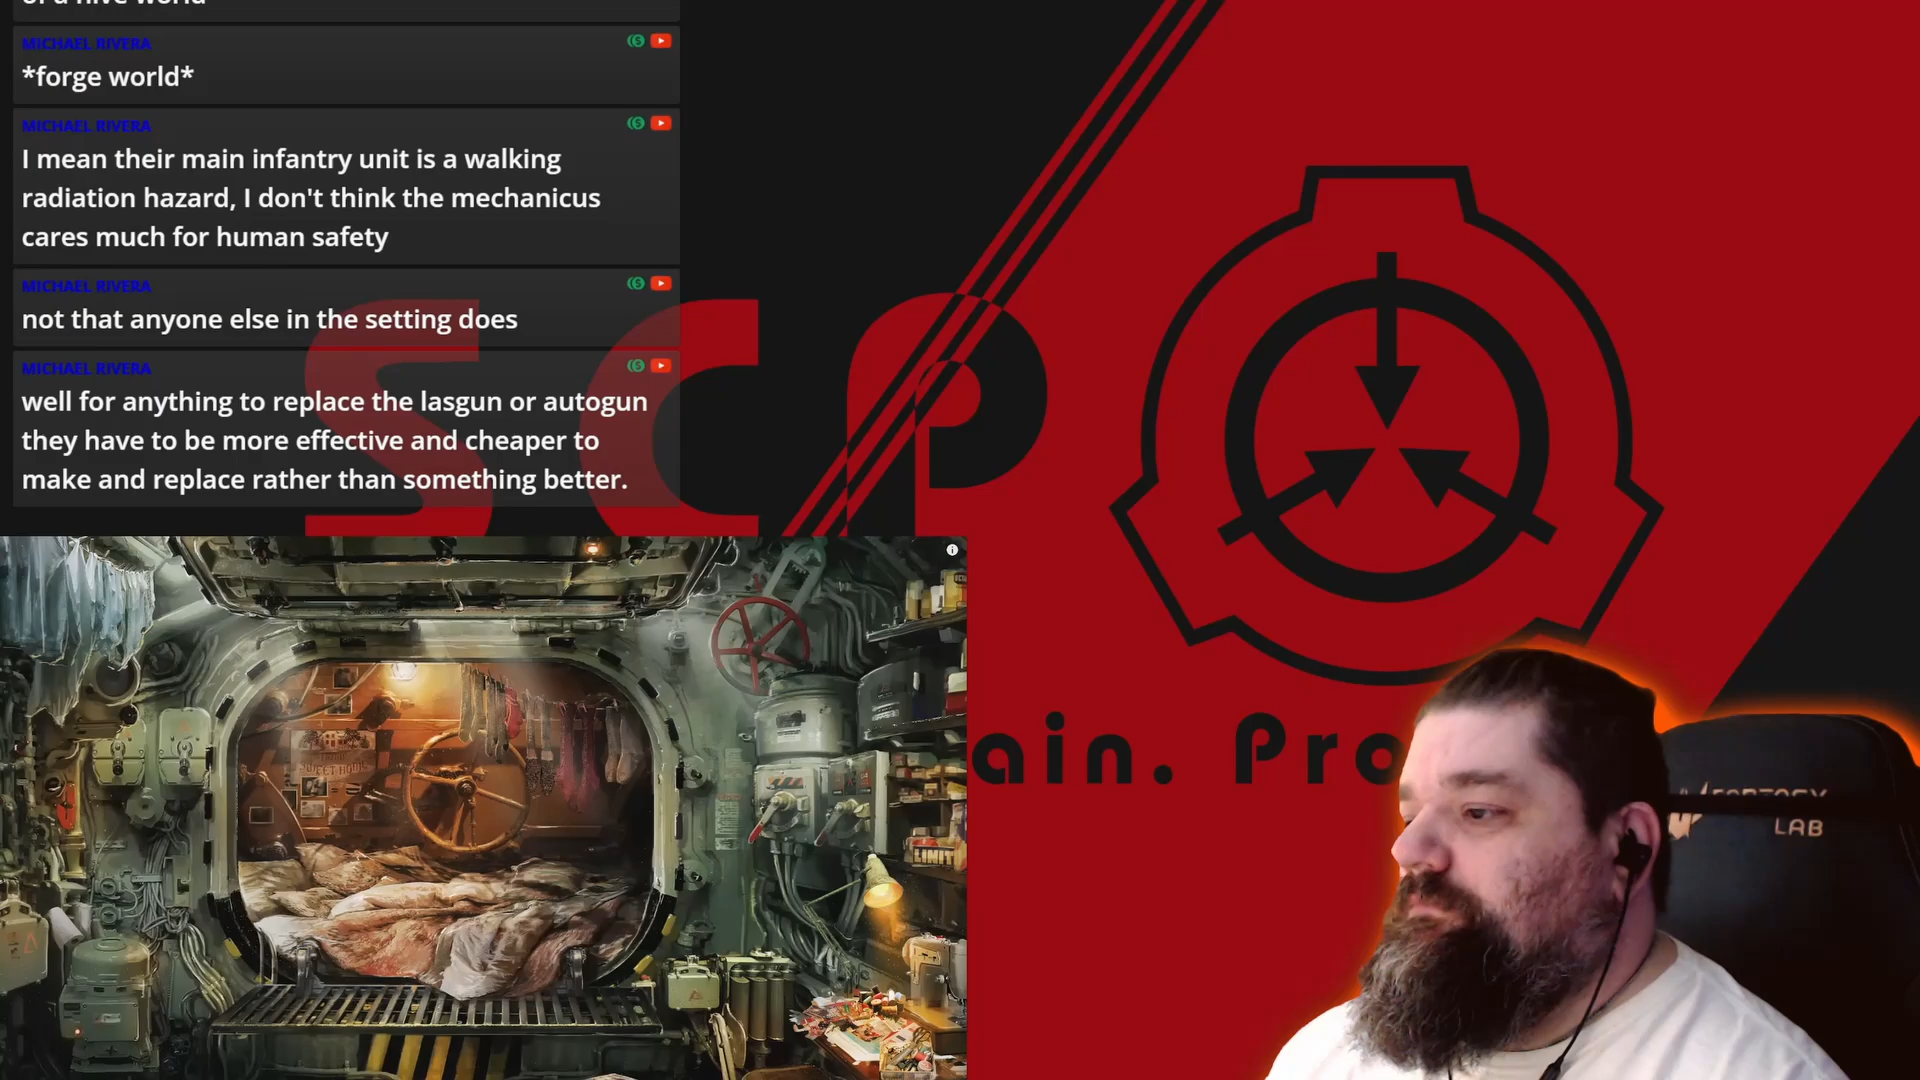 MICHAEL RIVERA
*forge world*
MICHAEL RIVERA
I mean their main infantry unit is a walking
radiation hazard, I don't think the mechanicus
cares much for human safety
MICHAEL RIVERA
not that anyone else in the setting does
MICHAEL RIVERA
well for anything to replace the lasgun or autogun
they have to be more effective and cheaper to
make and replace rather than something better.
SCP
ain. Pro
SWEET HOME
LIMIT
LAB